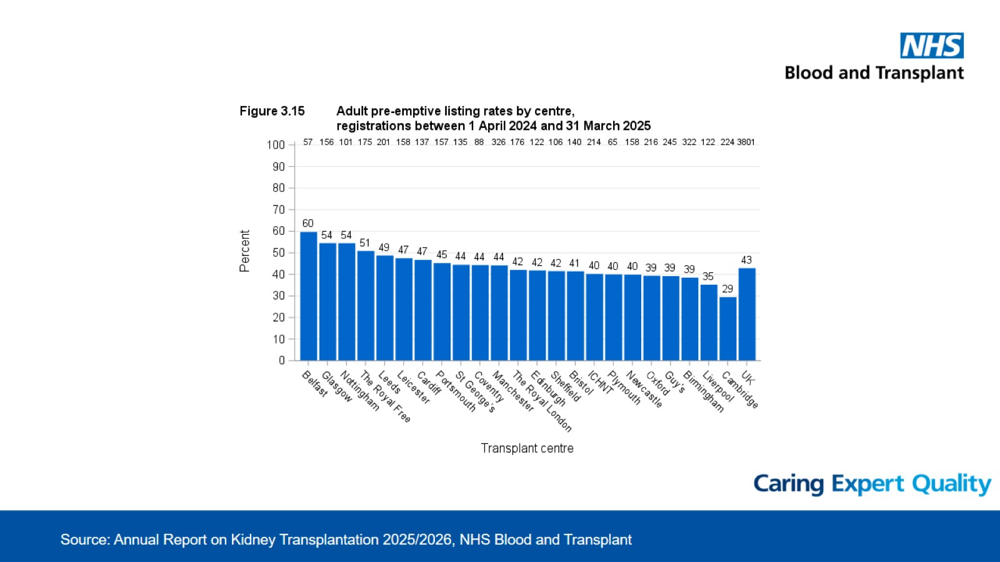 NHS
Blood and Transplant
Figure 3.15 Adult pre-emptive listing rates by centre,
registrations between 1 April 2024 and 31 March 2025
57 156 101 175 201 158 137 157 135 88 326 176 122 106 140 214 65 158 216 245 322 122 224 3801
100
90
80
70
60
50
40
30
20
10
0
Percent
60 54 54 51 49 47 47 45 44 44 44 42 42 42 41 40 40 40 39 39 39 35 29 43
Belfast
Glasgow
Nottingham
The Royal Free
Leeds
Leicester
Cardiff
Portsmouth
St George's
Coventry
Manchester
The Royal London
Edinburgh
Sheffield
Bristol
ICHNT
Plymouth
Newcastle
Oxford
Guy's
Birmingham
Liverpool
Cambridge
UK
Transplant centre
Caring Expert Quality
Source: Annual Report on Kidney Transplantation 2025/2026, NHS Blood and Transplant